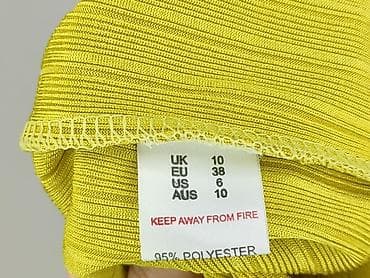 UK 10
EU 38
US 6
AUS 10
KEEP AWAY FROM FIRE
95% POLYESTER